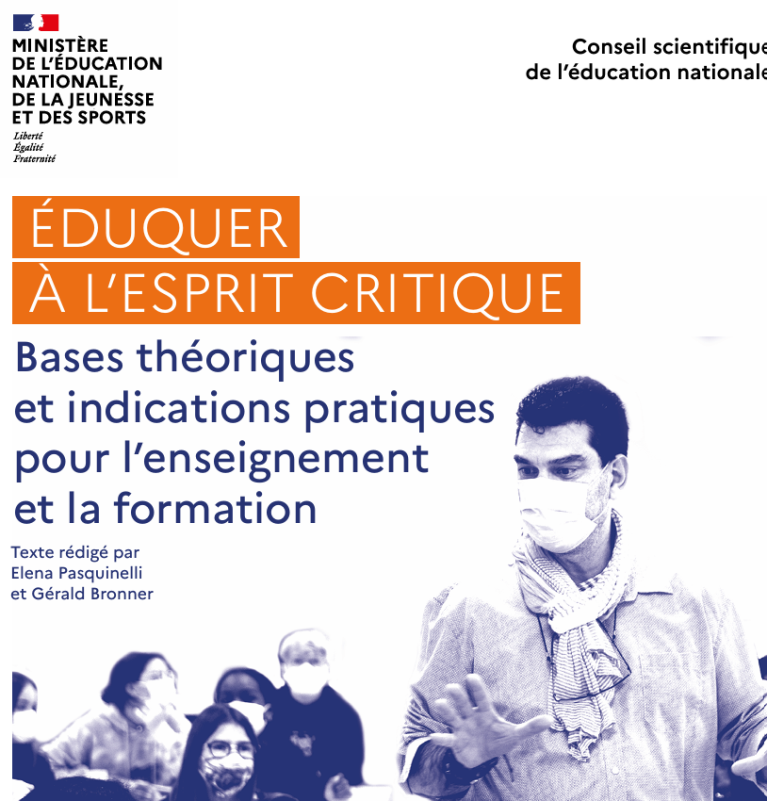 MINISTÈRE
DE L'ÉDUCATION
NATIONALE,
DE LA JEUNESSE
ET DES SPORTS
Liberté
Égalité
Fraternité
Conseil scientifique
de l'éducation nationale
ÉDUQUER
À L'ESPRIT CRITIQUE
Bases théoriques
et indications pratiques
pour l'enseignement
et la formation
Texte rédigé par
Elena Pasquinelli
et Gérald Bronner